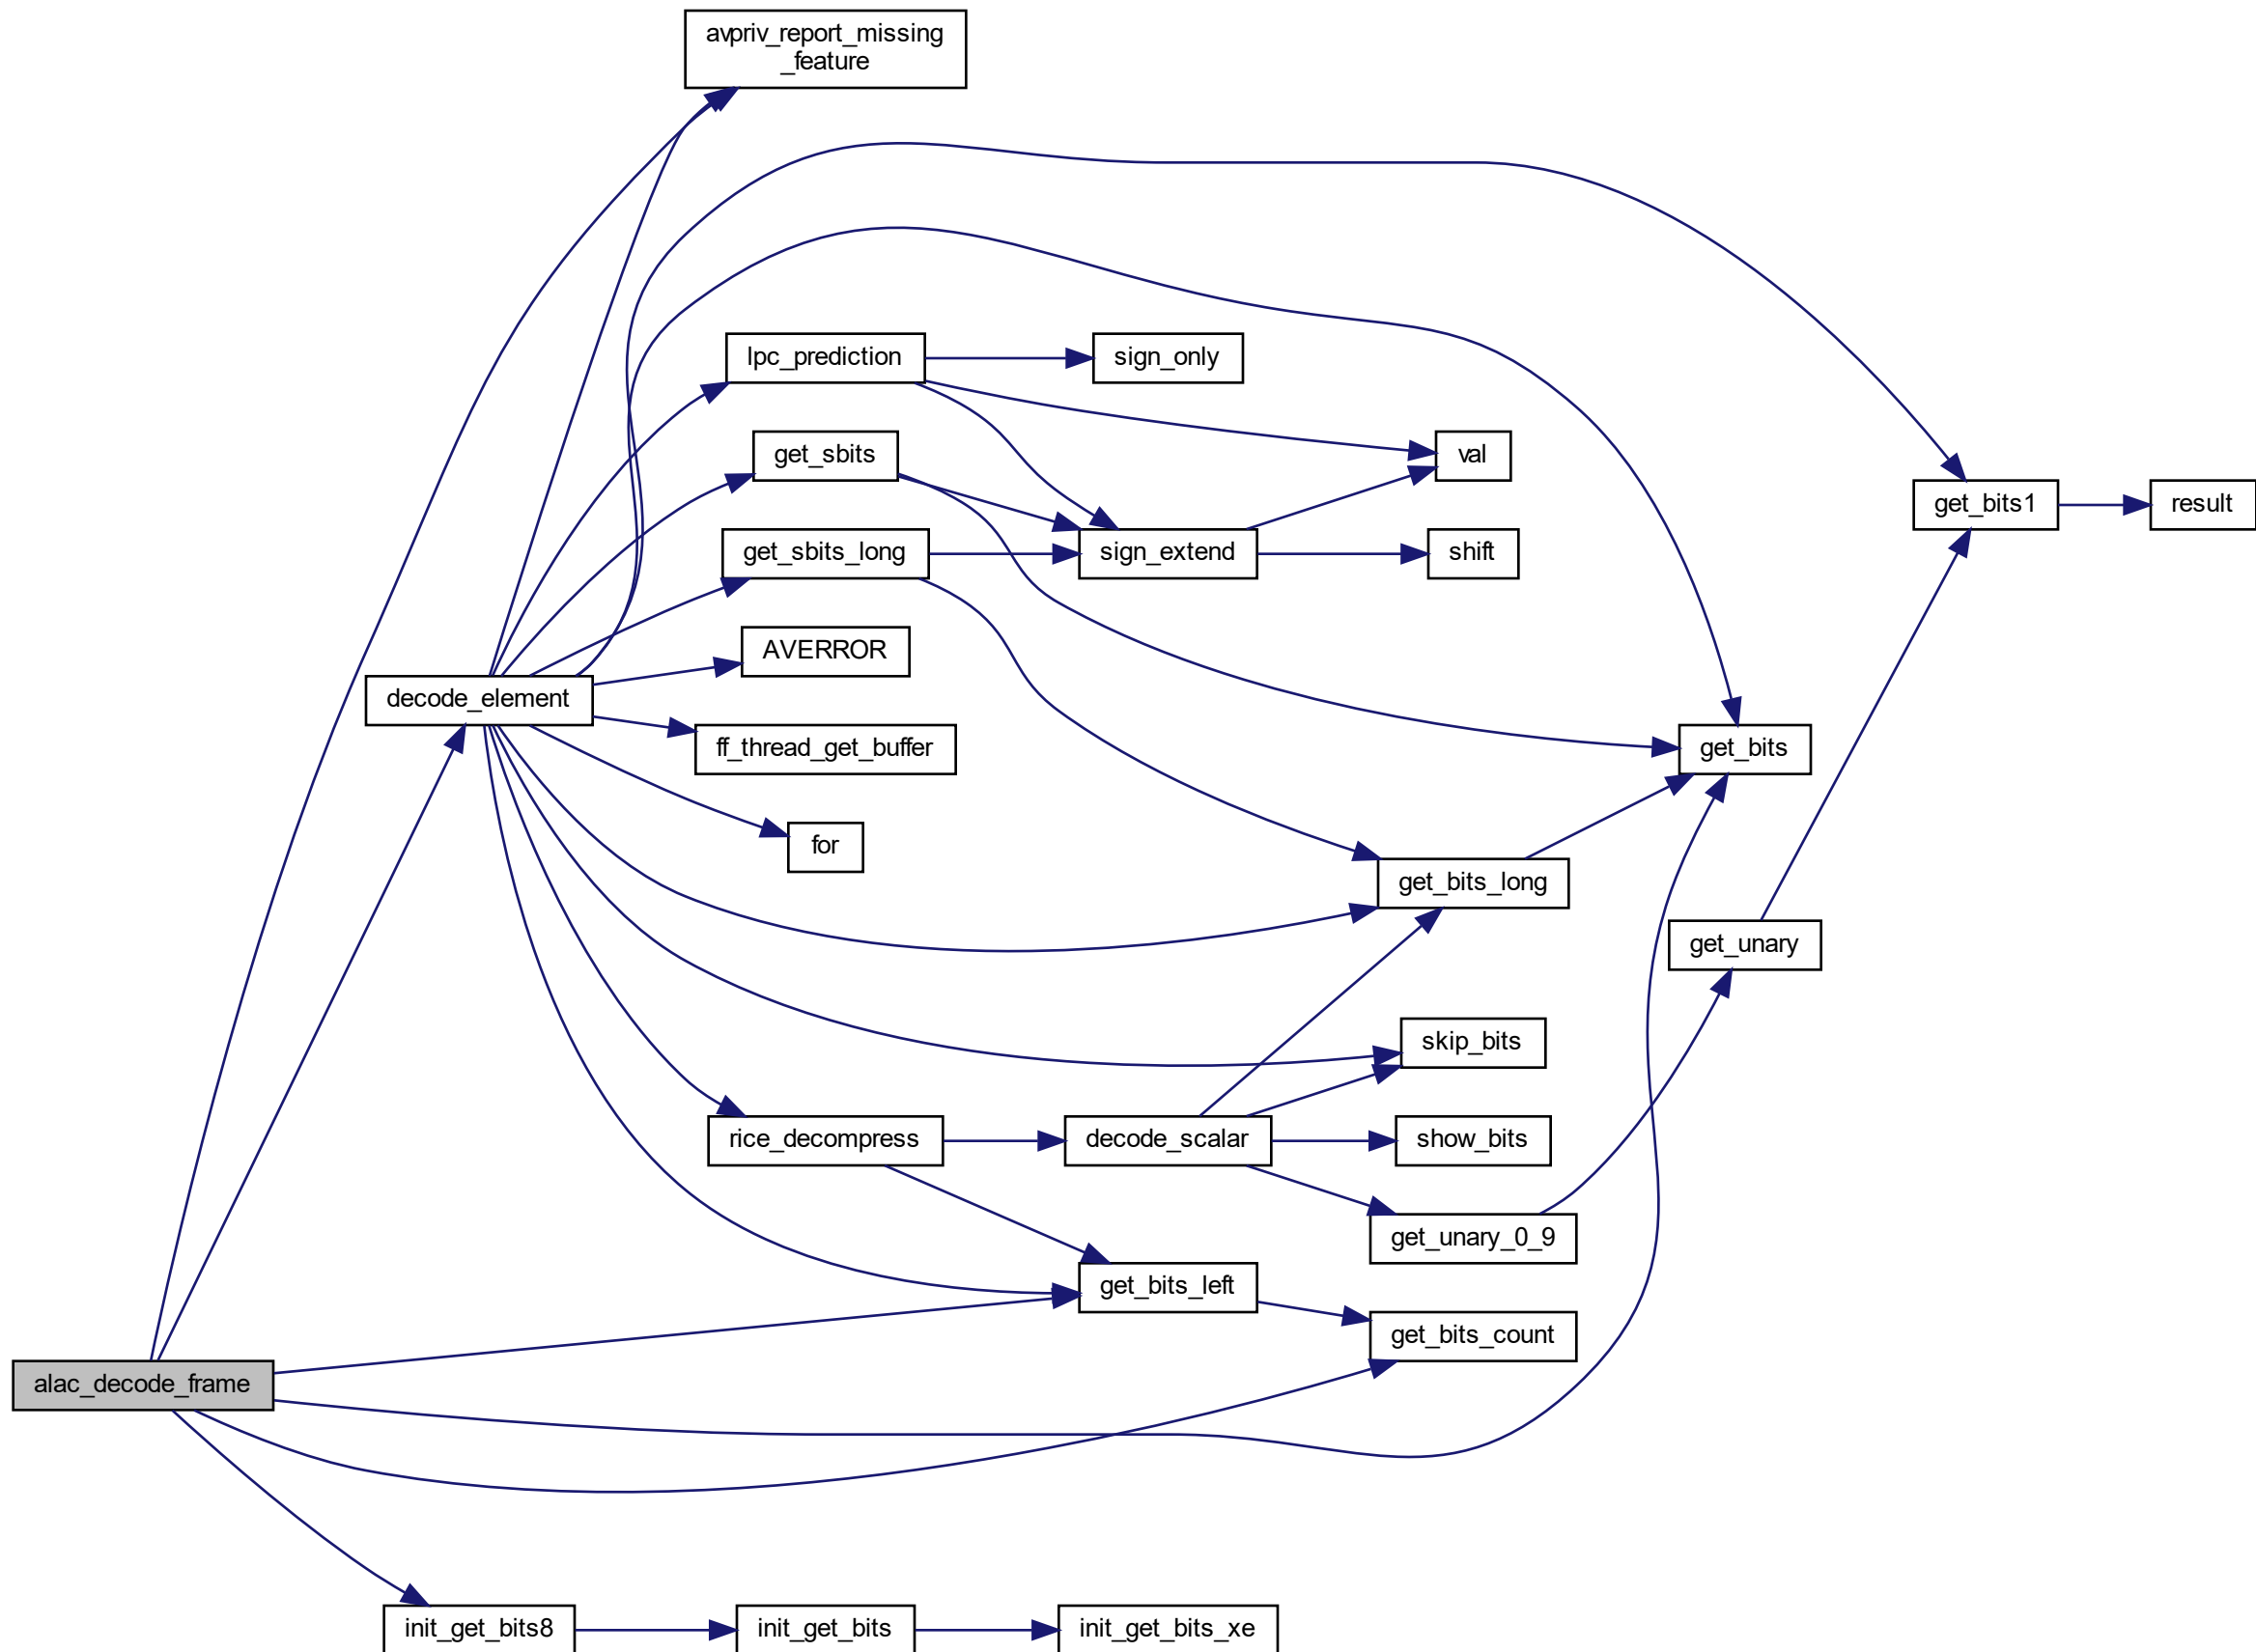 avpriv_report_missing
_feature
lpc_prediction
sign_only
get_sbits
val
get_bits1
result
get_sbits_long
sign_extend
shift
AVERROR
decode_element
ff_thread_get_buffer
get_bits
for
get_bits_long
get_unary
skip_bits
rice_decompress
decode_scalar
show_bits
get_unary_0_9
get_bits_left
get_bits_count
alac_decode_frame
init_get_bits8
init_get_bits
init_get_bits_xe